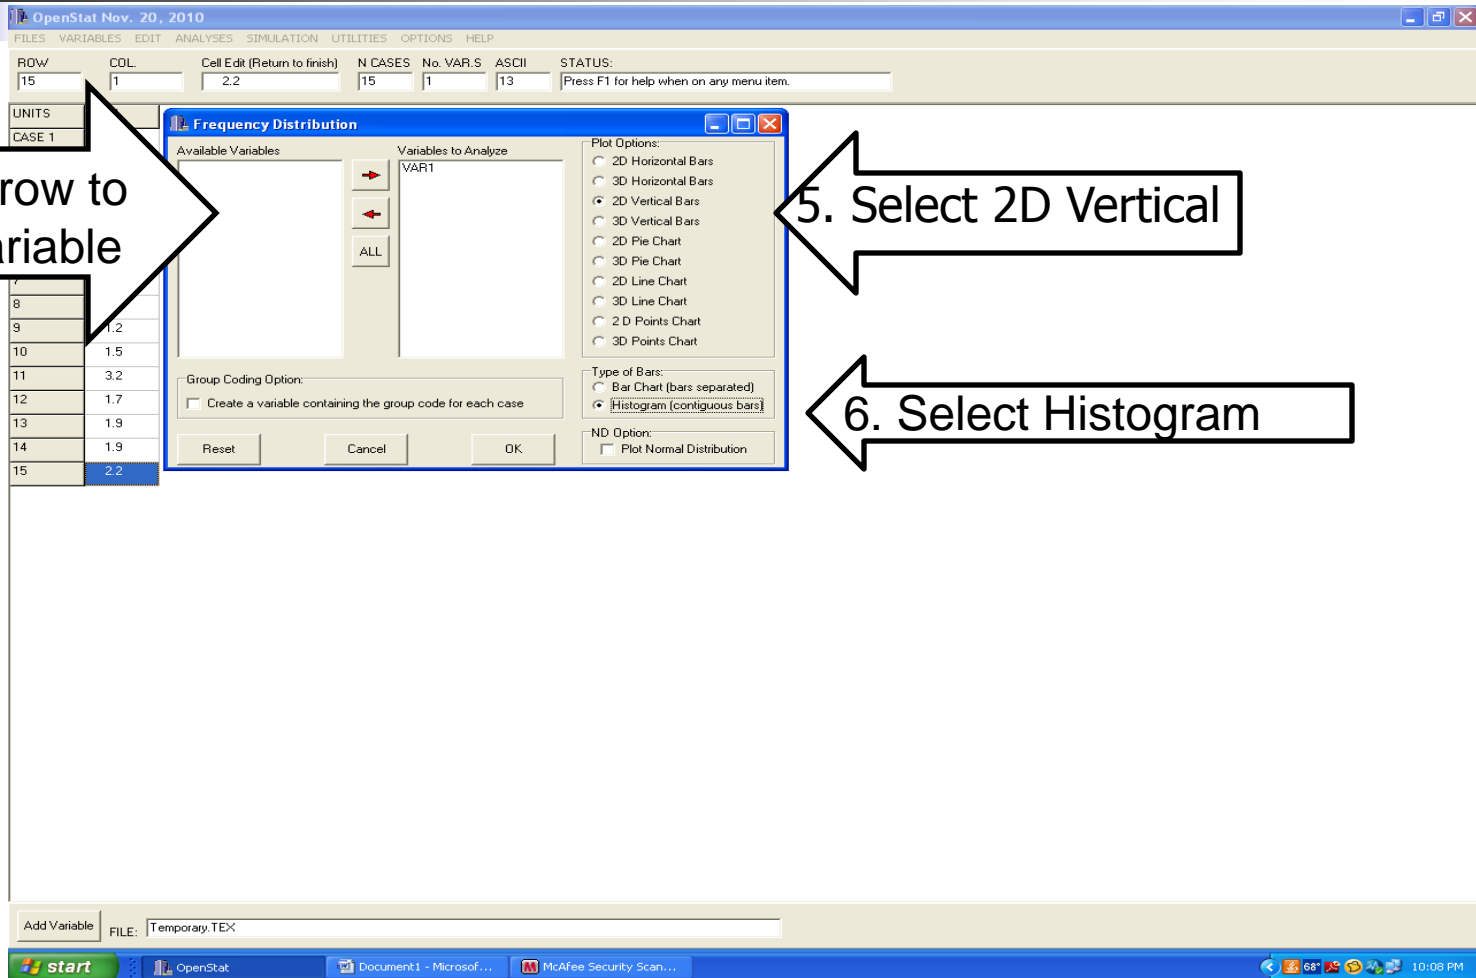 OpenStat Nov. 20, 2010
FILES VARIABLES EDIT ANALYSES SIMULATION UTILITIES OPTIONS HELP
ROW COL. Cell Edit (Return to finish) N CASES No. VAR.S ASCII STATUS:
15 1 2.2 15 1 13 Press F1 for help when on any menu item.
UNITS
CASE 1
row to
ariable
8
9 1.2
10 1.5
11 3.2
12 1.7
13 1.9
14 1.9
15 2.2
Frequency Distribution
Available Variables
Variables to Analyze
VAR1
ALL
Plot Options:
2D Horizontal Bars
3D Horizontal Bars
2D Vertical Bars
3D Vertical Bars
2D Pie Chart
3D Pie Chart
2D Line Chart
3D Line Chart
2 D Points Chart
3D Points Chart
Group Coding Option:
Create a variable containing the group code for each case
Type of Bars:
Bar Chart (bars separated)
Histogram (contiguous bars)
ND Option:
Plot Normal Distribution
Reset Cancel OK
5. Select 2D Vertical
6. Select Histogram
Add Variable FILE: Temporary.TEX
start OpenStat Document1 - Microsof... McAfee Security Scan... 68° 10:08 PM